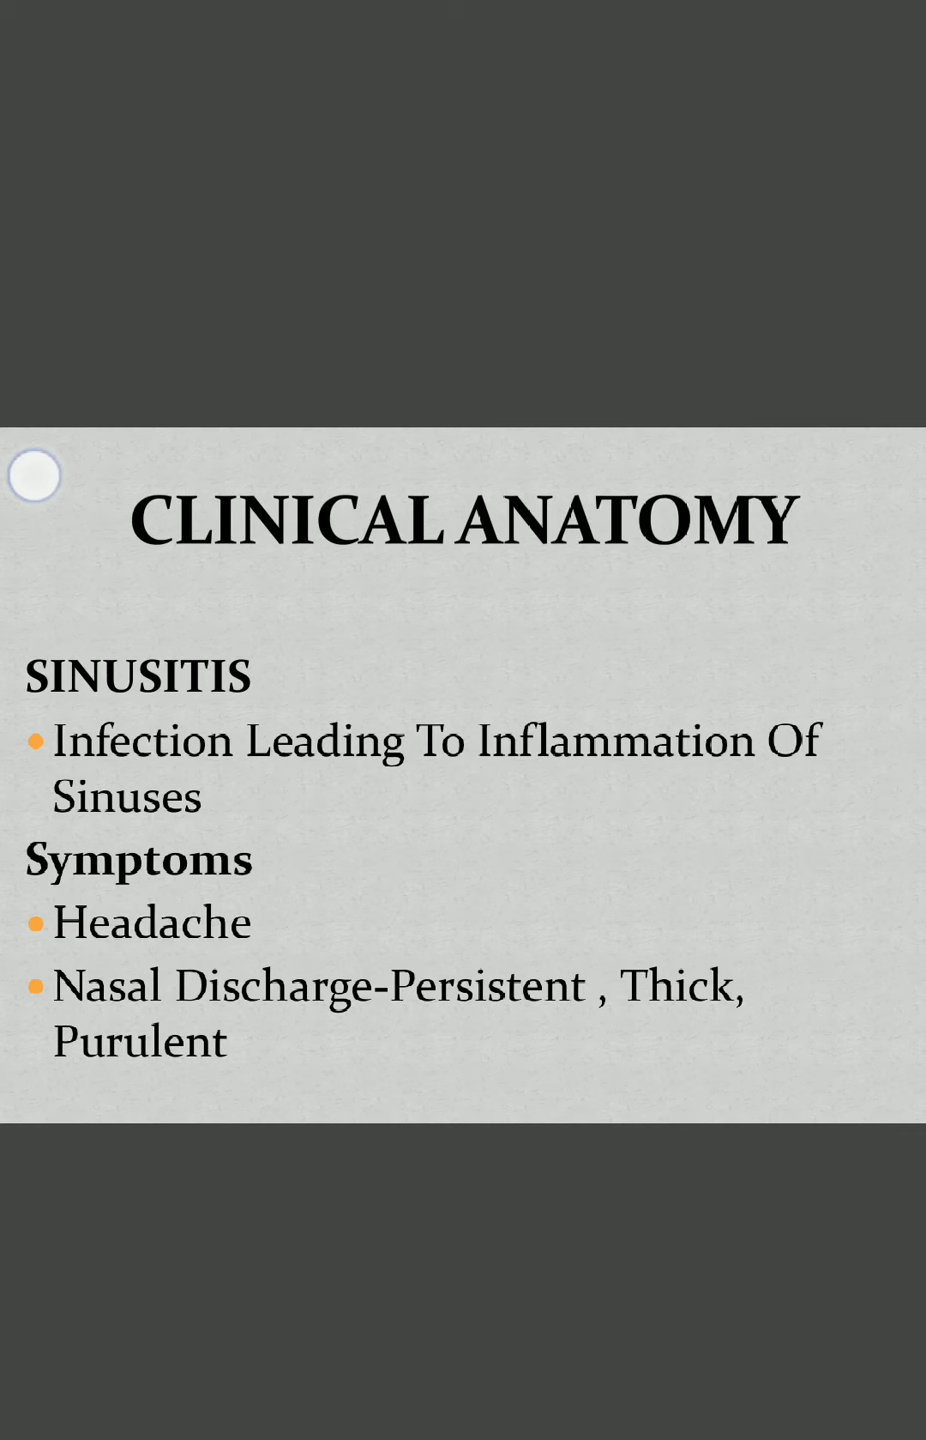 CLINICAL ANATOMY
SINUSITIS
Infection Leading To Inflammation Of
Sinuses
Symptoms
Headache
Nasal Discharge-Persistent , Thick,
Purulent